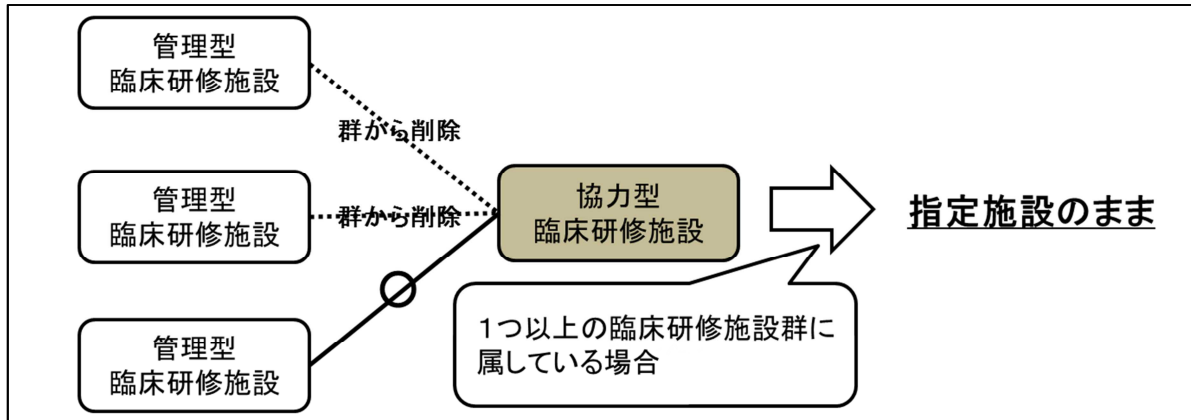 管理型
臨床研修施設
群から削除
管理型
臨床研修施設
群から削除
協力型
臨床研修施設
指定施設のまま
管理型
臨床研修施設
1つ以上の臨床研修施設群に
属している場合